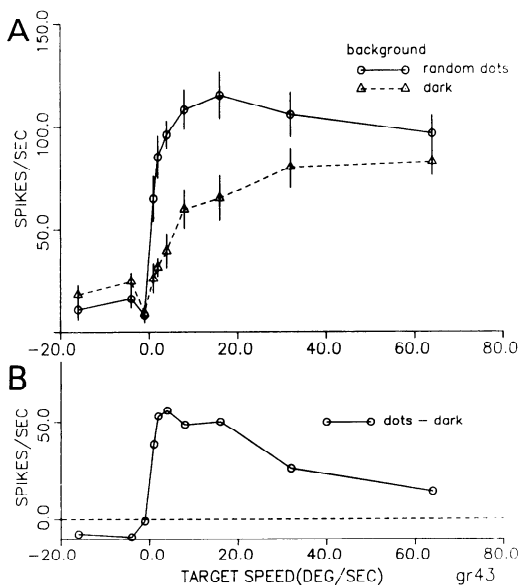 A
150.0
100.0
50.0
SPIKES/SEC
background
random dots
dark
-20.0 0.0 20.0 40.0 60.0 80.0
B
50.0
0.0
SPIKES/SEC
dots - dark
-20.0 0.0 20.0 40.0 60.0 80.0
TARGET SPEED(DEG/SEC)
gr43